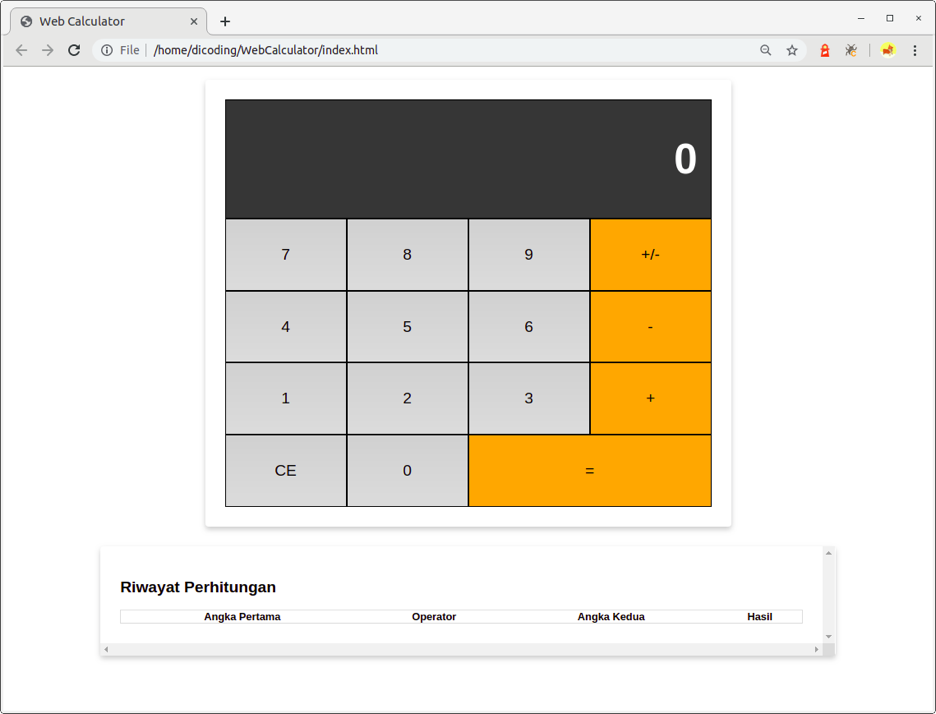 Web Calculator
File /home/dicoding/WebCalculator/index.html
0
7 8 9 +/-
4 5 6 -
1 2 3 +
CE 0 =
Riwayat Perhitungan
Angka Pertama Operator Angka Kedua Hasil